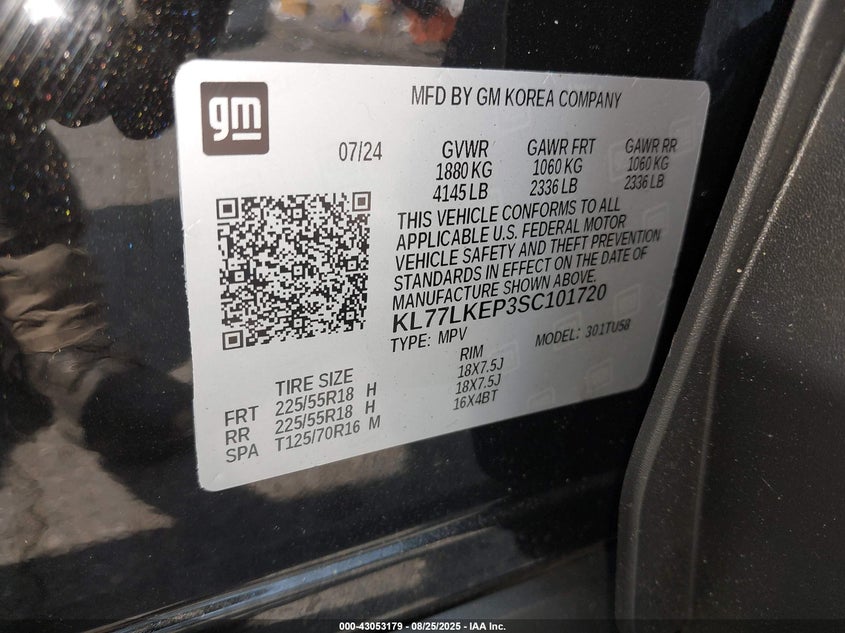 gm
MFD BY GM KOREA COMPANY
07/24
GVWR GAWR FRT GAWR RR
1880 KG 1060 KG 1060 KG
4145 LB 2336 LB 2336 LB
THIS VEHICLE CONFORMS TO ALL
APPLICABLE U.S. FEDERAL MOTOR
VEHICLE SAFETY AND THEFT PREVENTION
STANDARDS IN EFFECT ON THE DATE OF
MANUFACTURE SHOWN ABOVE.
KL77LKEP3SC101720
TYPE: MPV MODEL: 301TU58
TIRE SIZE RIM
FRT 225/55R18 H 18X7.5J
RR 225/55R18 H 18X7.5J
SPA T125/70R16 M 16X4BT
000-43053179 - 08/25/2025 - IAA Inc.